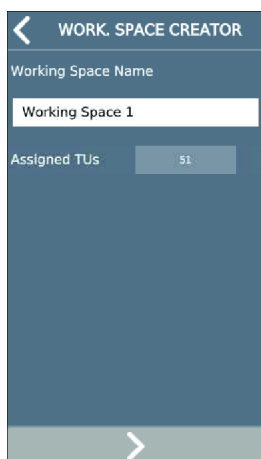 WORK. SPACE CREATOR
Working Space Name
Working Space 1
Assigned TUs 51